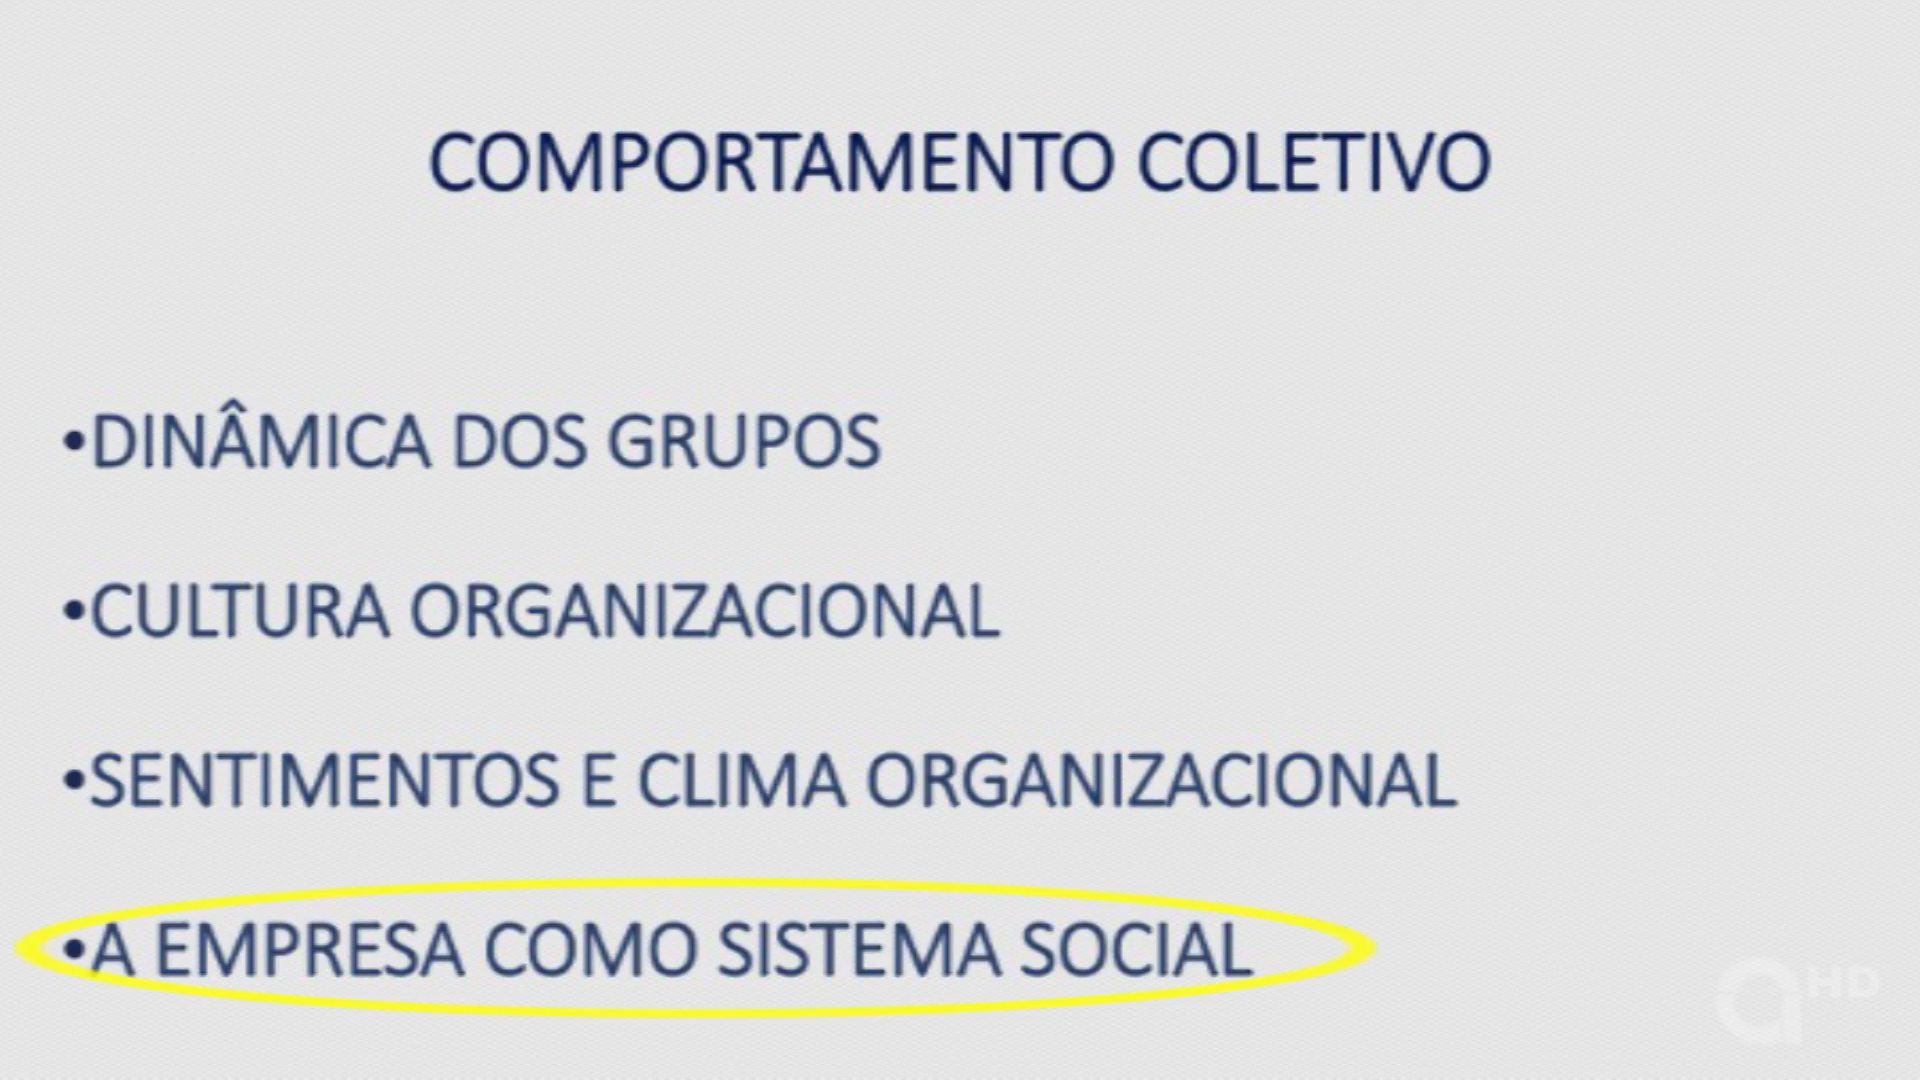 COMPORTAMENTO COLETIVO
•DINÂMICA DOS GRUPOS
•CULTURA ORGANIZACIONAL
•SENTIMENTOS E CLIMA ORGANIZACIONAL
•A EMPRESA COMO SISTEMA SOCIAL
a HD